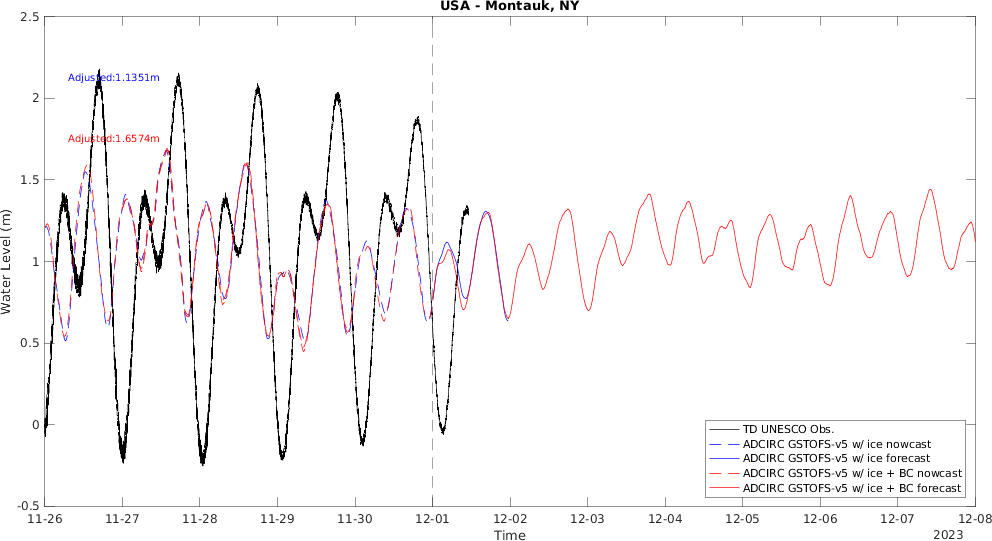 USA - Montauk, NY
Adjusted:1.1351m
Adjusted:1.6574m
Water Level (m)
2.5
2
1.5
1
0.5
0
-0.5
TD UNESCO Obs.
ADCIRC GSTOFS-v5 w/ ice nowcast
ADCIRC GSTOFS-v5 w/ ice forecast
ADCIRC GSTOFS-v5 w/ ice + BC nowcast
ADCIRC GSTOFS-v5 w/ ice + BC forecast
11-26 11-27 11-28 11-29 11-30 12-01 12-02 12-03 12-04 12-05 12-06 12-07 12-08
Time
2023